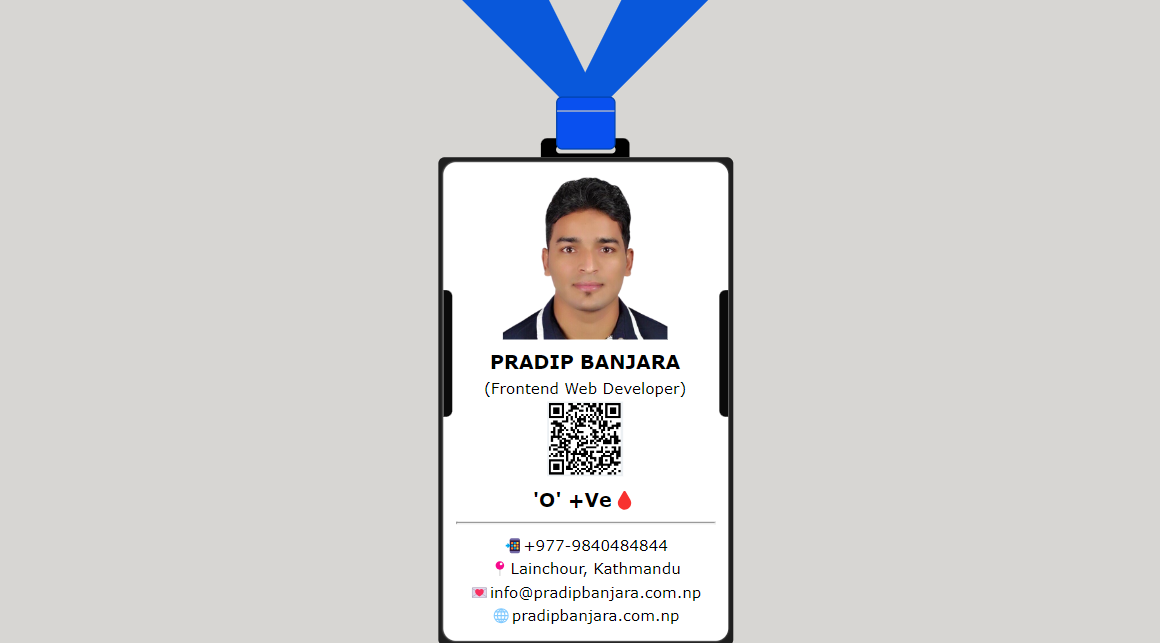 PRADIP BANJARA
(Frontend Web Developer)
'O' +Ve🩸
📲+977-9840484844
📍Lainchour, Kathmandu
💌info@pradipbanjara.com.np
🌐pradipbanjara.com.np